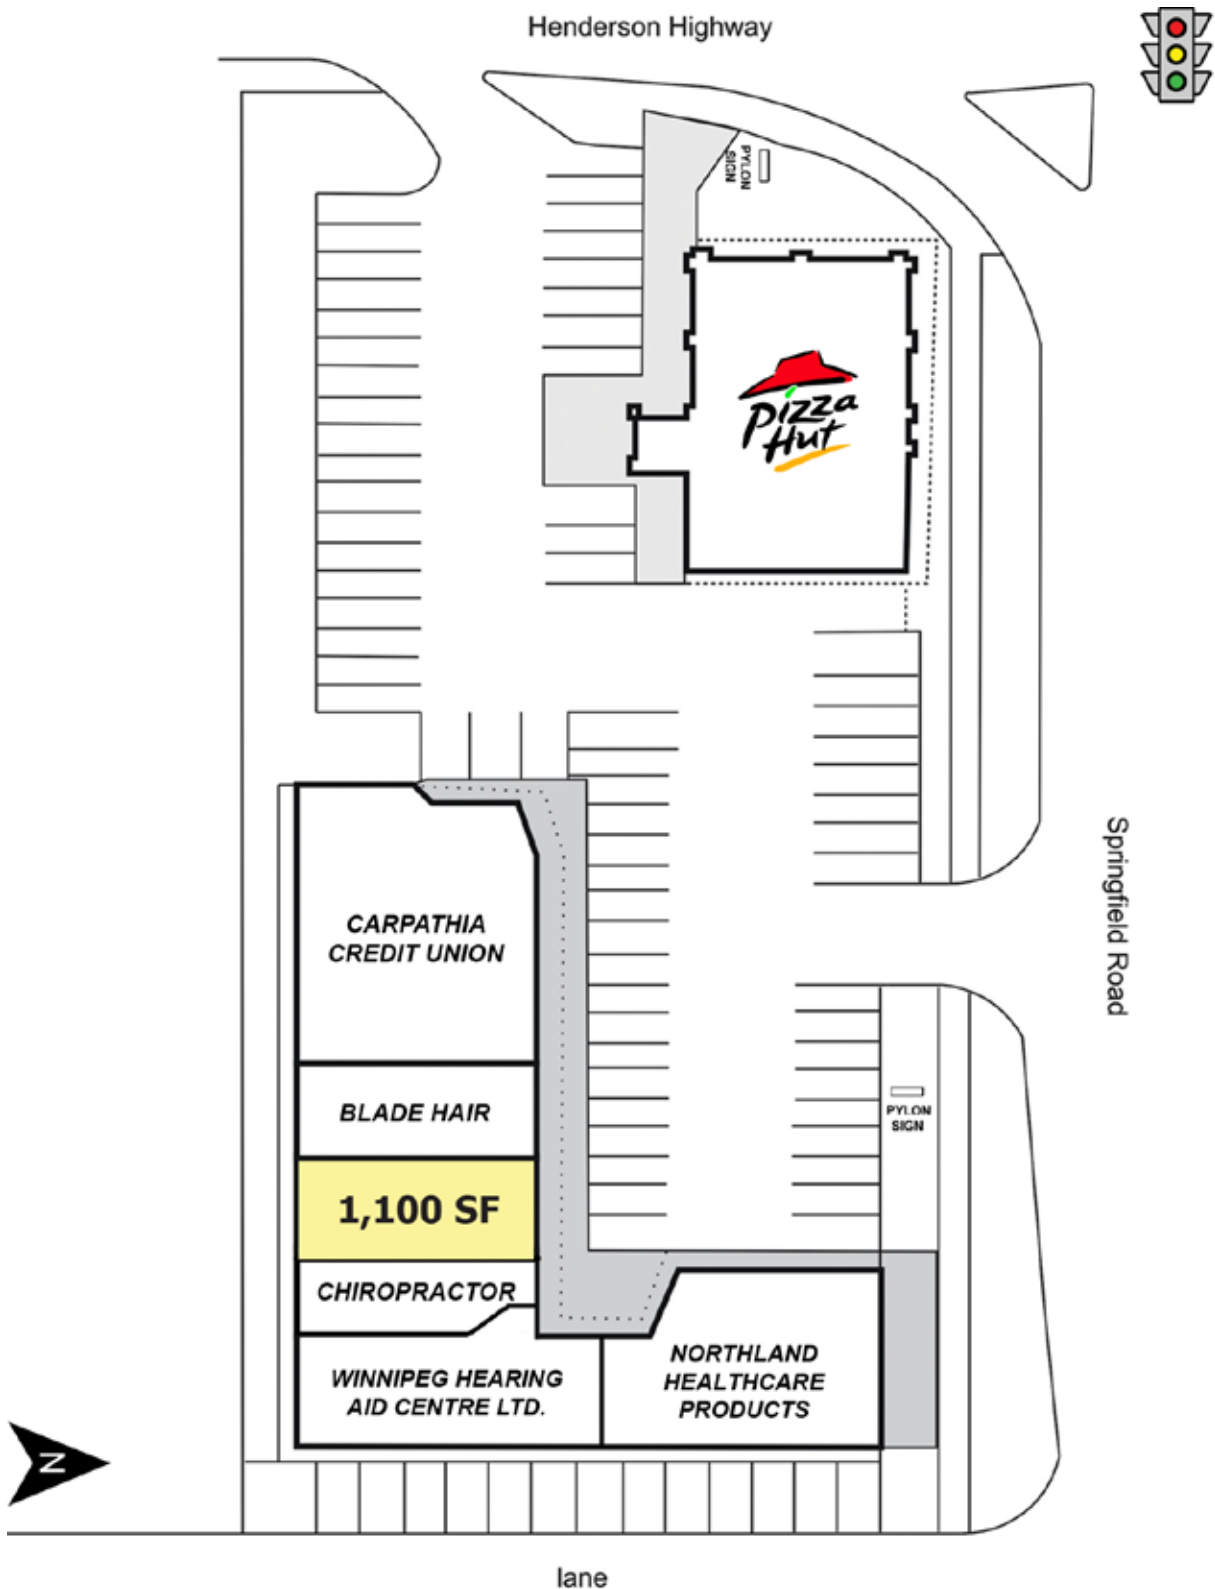 Henderson Highway
PYLON
SIGN
Pizza
Hut
Springfield Road
CARPATHIA
CREDIT UNION
BLADE HAIR
PYLON
SIGN
1,100 SF
CHIROPRACTOR
WINNIPEG HEARING
AID CENTRE LTD.
NORTHLAND
HEALTHCARE
PRODUCTS
N
lane